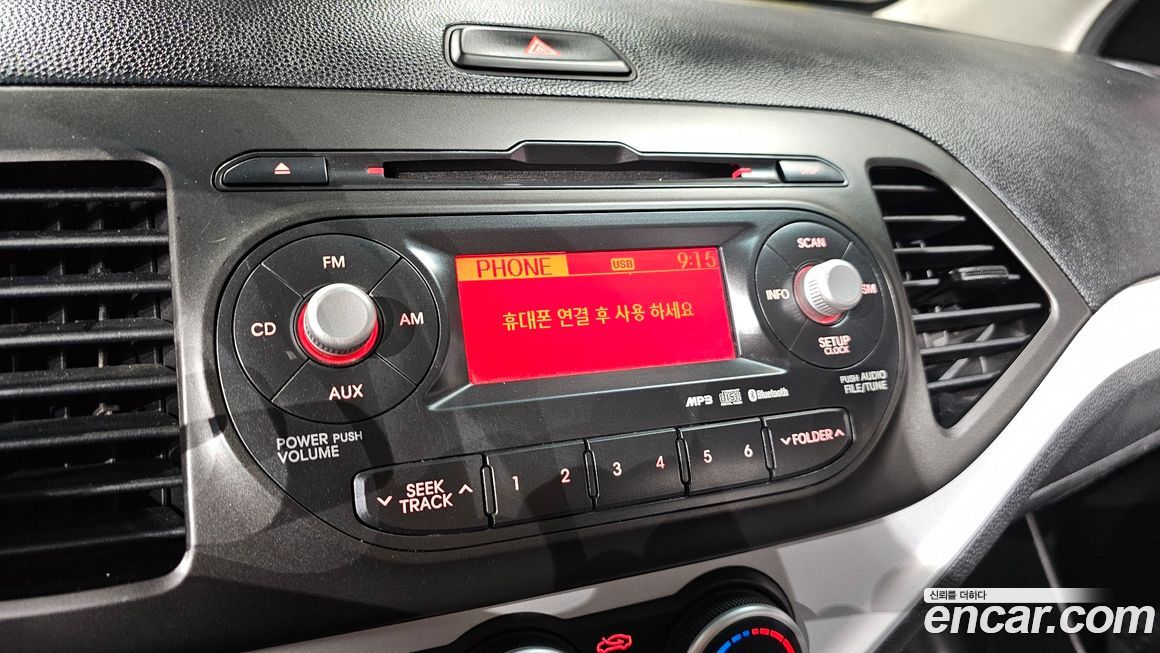 DISP
PHONE USB 9:15
휴대폰 연결 후 사용 하세요
FM
CD
AM
AUX
POWER PUSH
VOLUME
SCAN
INFO
SETUP
CLOCK
PUSH AUDIO
FILE/TUNE
MP3 disc Bluetooth
SEEK
TRACK
1 2 3 4 5 6
FOLDER
신뢰를 더하다
encar.com